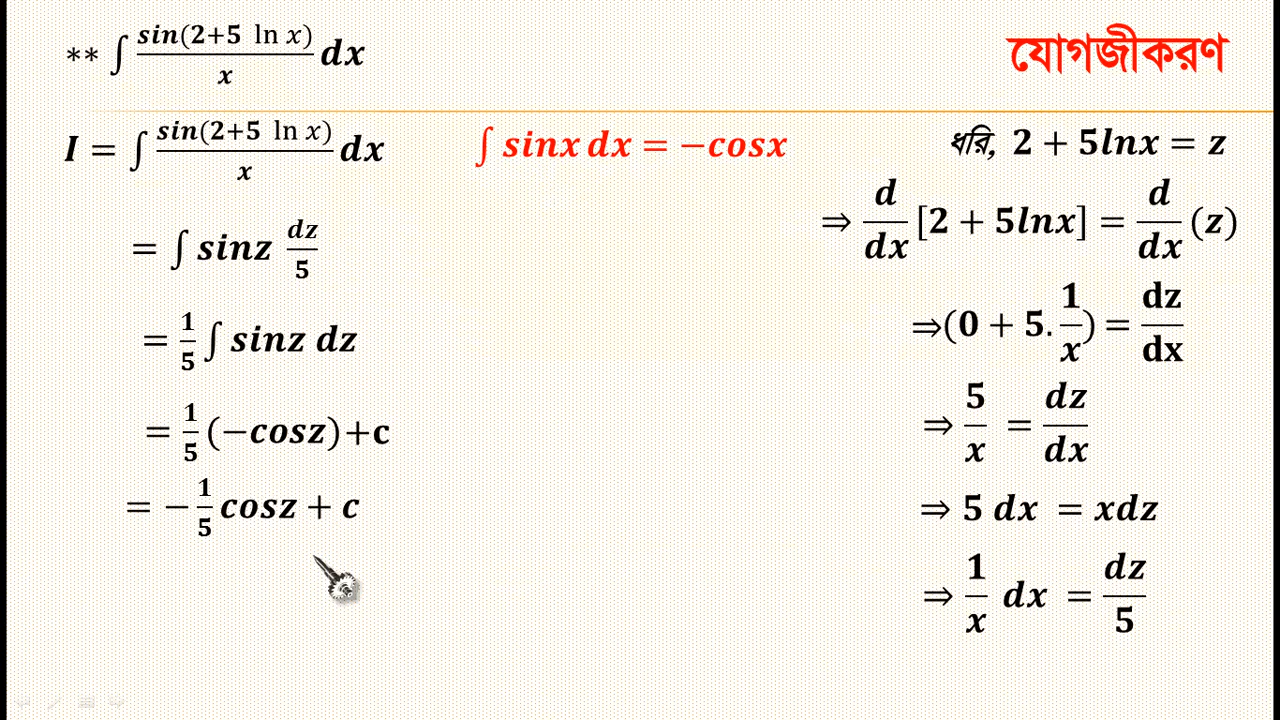 ** ∫ sin(2+5 ln x)/x dx
যোগজীকরণ
I = ∫ sin(2+5 ln x)/x dx
∫ sinx dx = −cosx
ধরি, 2 + 5lnx = z
= ∫ sinz dz/5
⇒ d/dx [2 + 5lnx] = d/dx (z)
= 1/5 ∫ sinz dz
⇒(0 + 5. 1/x) = dz/dx
= 1/5 (−cosz)+c
⇒ 5/x = dz/dx
= − 1/5 cosz + c
⇒ 5 dx = xdz
⇒ 1/x dx = dz/5